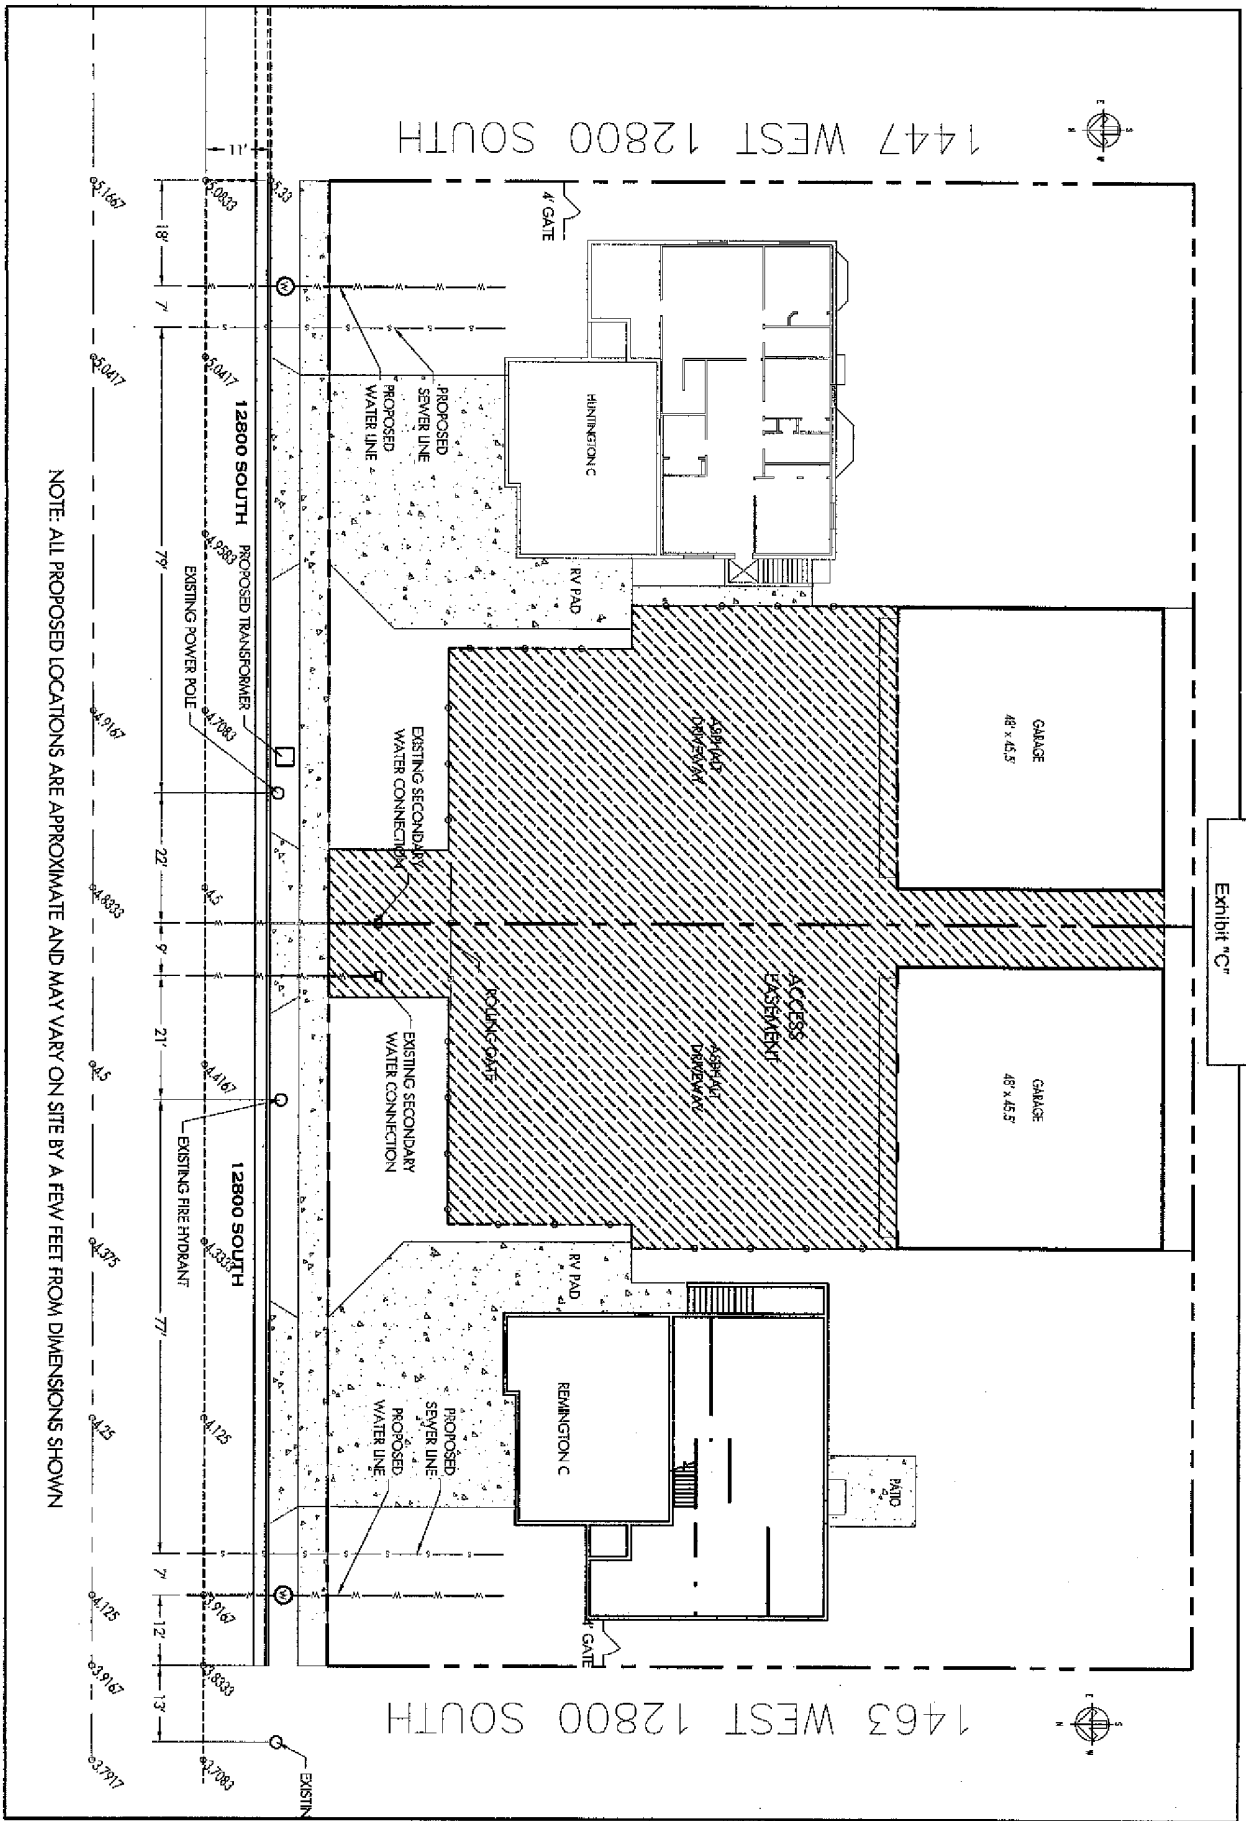 Exhibit "C"
1447 WEST 12800 SOUTH
1463 WEST 12800 SOUTH
GARAGE
48' x 45.5'
GARAGE
48' x 45.5'
ASPHALT
DRIVEWAY
ACCESS
EASEMENT
ASPHALT
DRIVEWAY
4' GATE
HUNTINGTON C
RV PAD
ROLLING GATE
RV PAD
REMINGTON C
PATIO
GATE
PROPOSED
SEWER LINE
PROPOSED
WATER LINE
EXISTING SECONDARY
WATER CONNECTION
EXISTING SECONDARY
WATER CONNECTION
PROPOSED
SEWER LINE
PROPOSED
WATER LINE
12800 SOUTH
PROPOSED TRANSFORMER
EXISTING POWER POLE
12800 SOUTH
EXISTING FIRE HYDRANT
EXISTIN
11'
5.33
5.0833
5.0417
4.9583
4.7083
4.5
4.4167
4.3333
4.125
3.9167
3.8333
3.7083
18'
7'
79'
22'
9'
21'
77'
7'
12'
13'
5.1667
5.0417
4.9167
4.8333
4.5
4.375
4.25
4.125
3.9167
3.7917
NOTE: ALL PROPOSED LOCATIONS ARE APPROXIMATE AND MAY VARY ON SITE BY A FEW FEET FROM DIMENSIONS SHOWN